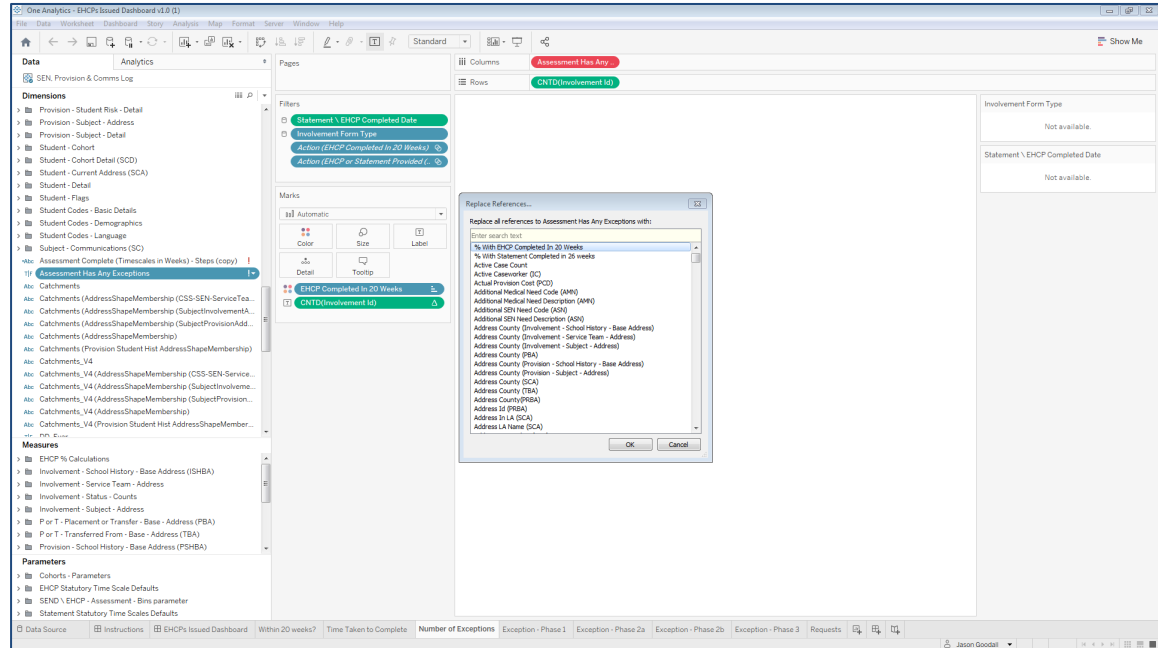 One Analytics - EHCPs Issued Dashboard v1.0 (1)
File Data Worksheet Dashboard Story Analysis Map Format Server Window Help
Standard
Show Me
Data Analytics
SEN, Provision & Comms Log
Dimensions
Provision - Student Risk - Detail
Provision - Subject - Address
Provision - Subject - Detail
Student - Cohort
Student - Cohort Detail (SCD)
Student - Current Address (SCA)
Student - Detail
Student - Flags
Student Codes - Basic Details
Student Codes - Demographics
Student Codes - Language
Subject - Communications (SC)
Abc Assessment Complete (Timescales in Weeks) - Steps (copy) !
T|F Assessment Has Any Exceptions !
Abc Catchments
Abc Catchments (AddressShapeMembership (CSS-SEN-ServiceTea...
Abc Catchments (AddressShapeMembership (SubjectInvolvementA...
Abc Catchments (AddressShapeMembership (SubjectProvisionAdd...
Abc Catchments (AddressShapeMembership)
Abc Catchments (Provision Student Hist AddressShapeMembership)
Abc Catchments_V4
Abc Catchments_V4 (AddressShapeMembership (CSS-SEN-Service...
Abc Catchments_V4 (AddressShapeMembership (SubjectInvolveme...
Abc Catchments_V4 (AddressShapeMembership (SubjectProvision...
Abc Catchments_V4 (AddressShapeMembership)
Abc Catchments_V4 (Provision Student Hist AddressShapeMember...
Measures
EHCP % Calculations
Involvement - School History - Base Address (ISHBA)
Involvement - Service Team - Address
Involvement - Status - Counts
Involvement - Subject - Address
P or T - Placement or Transfer - Base - Address (PBA)
P or T - Transferred From - Base - Address (TBA)
Provision - School History - Base Address (PSHBA)
Parameters
Cohorts - Parameters
EHCP Statutory Time Scale Defaults
SEND \ EHCP - Assessment - Bins parameter
Statement Statutory Time Scales Defaults
Pages
Filters
Statement \ EHCP Completed Date
Involvement Form Type
Action (EHCP Completed In 20 Weeks)
Action (EHCP or Statement Provided (..
Marks
Automatic
Color Size Label
Detail Tooltip
EHCP Completed In 20 Weeks
CNTD(Involvement Id)
Columns Assessment Has Any ..
Rows CNTD(Involvement Id)
Replace References...
Replace all references to Assessment Has Any Exceptions with:
Enter search text
% With EHCP Completed In 20 Weeks
% With Statement Completed in 26 weeks
Active Case Count
Active Caseworker (IC)
Actual Provision Cost (PCD)
Additional Medical Need Code (AMN)
Additional Medical Need Description (AMN)
Additional SEN Need Code (ASN)
Additional SEN Need Description (ASN)
Address County (Involvement - School History - Base Address)
Address County (Involvement - Service Team - Address)
Address County (Involvement - Subject - Address)
Address County (PBA)
Address County (Provision - School History - Base Address)
Address County (Provision - Subject - Address)
Address County (SCA)
Address County (TBA)
Address County(PRBA)
Address Id (PRBA)
Address In LA (SCA)
Address LA Name (SCA)
OK Cancel
Involvement Form Type
Not available.
Statement \ EHCP Completed Date
Not available.
Data Source Instructions EHCPs Issued Dashboard Within 20 weeks? Time Taken to Complete Number of Exceptions Exception - Phase 1 Exception - Phase 2a Exception - Phase 2b Exception - Phase 3 Requests
Jason Goodall